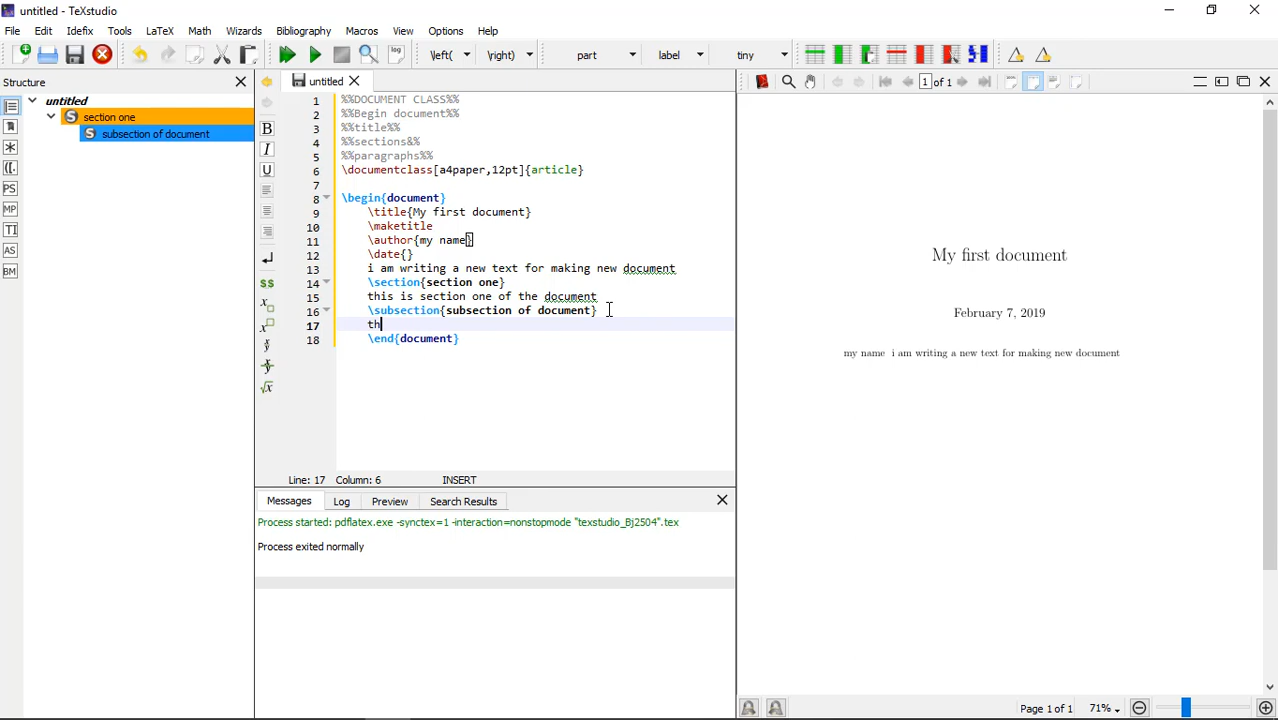 untitled - TeXstudio
File Edit Idefix Tools LaTeX Math Wizards Bibliography Macros View Options Help
log \left( \right) part label tiny
Structure
untitled
section one
subsection of document
untitled
1 %%DOCUMENT CLASS%%
2 %%Begin document%%
3 %%title%%
4 %%sections&%
5 %%paragraphs%%
6 \documentclass[a4paper,12pt]{article}
7
8 \begin{document}
9 \title{My first document}
10 \maketitle
11 \author{my name}
12 \date{}
13 i am writing a new text for making new document
14 \section{section one}
15 this is section one of the document
16 \subsection{subsection of document}
17 th
18 \end{document}
PS
MP
TI
AS
BM
B
I
U
$$
Line: 17 Column: 6 INSERT
Messages Log Preview Search Results
Process started: pdflatex.exe -synctex=1 -interaction=nonstopmode "texstudio_Bj2504".tex
Process exited normally
1 of 1
My first document
February 7, 2019
my name i am writing a new text for making new document
Page 1 of 1 71%